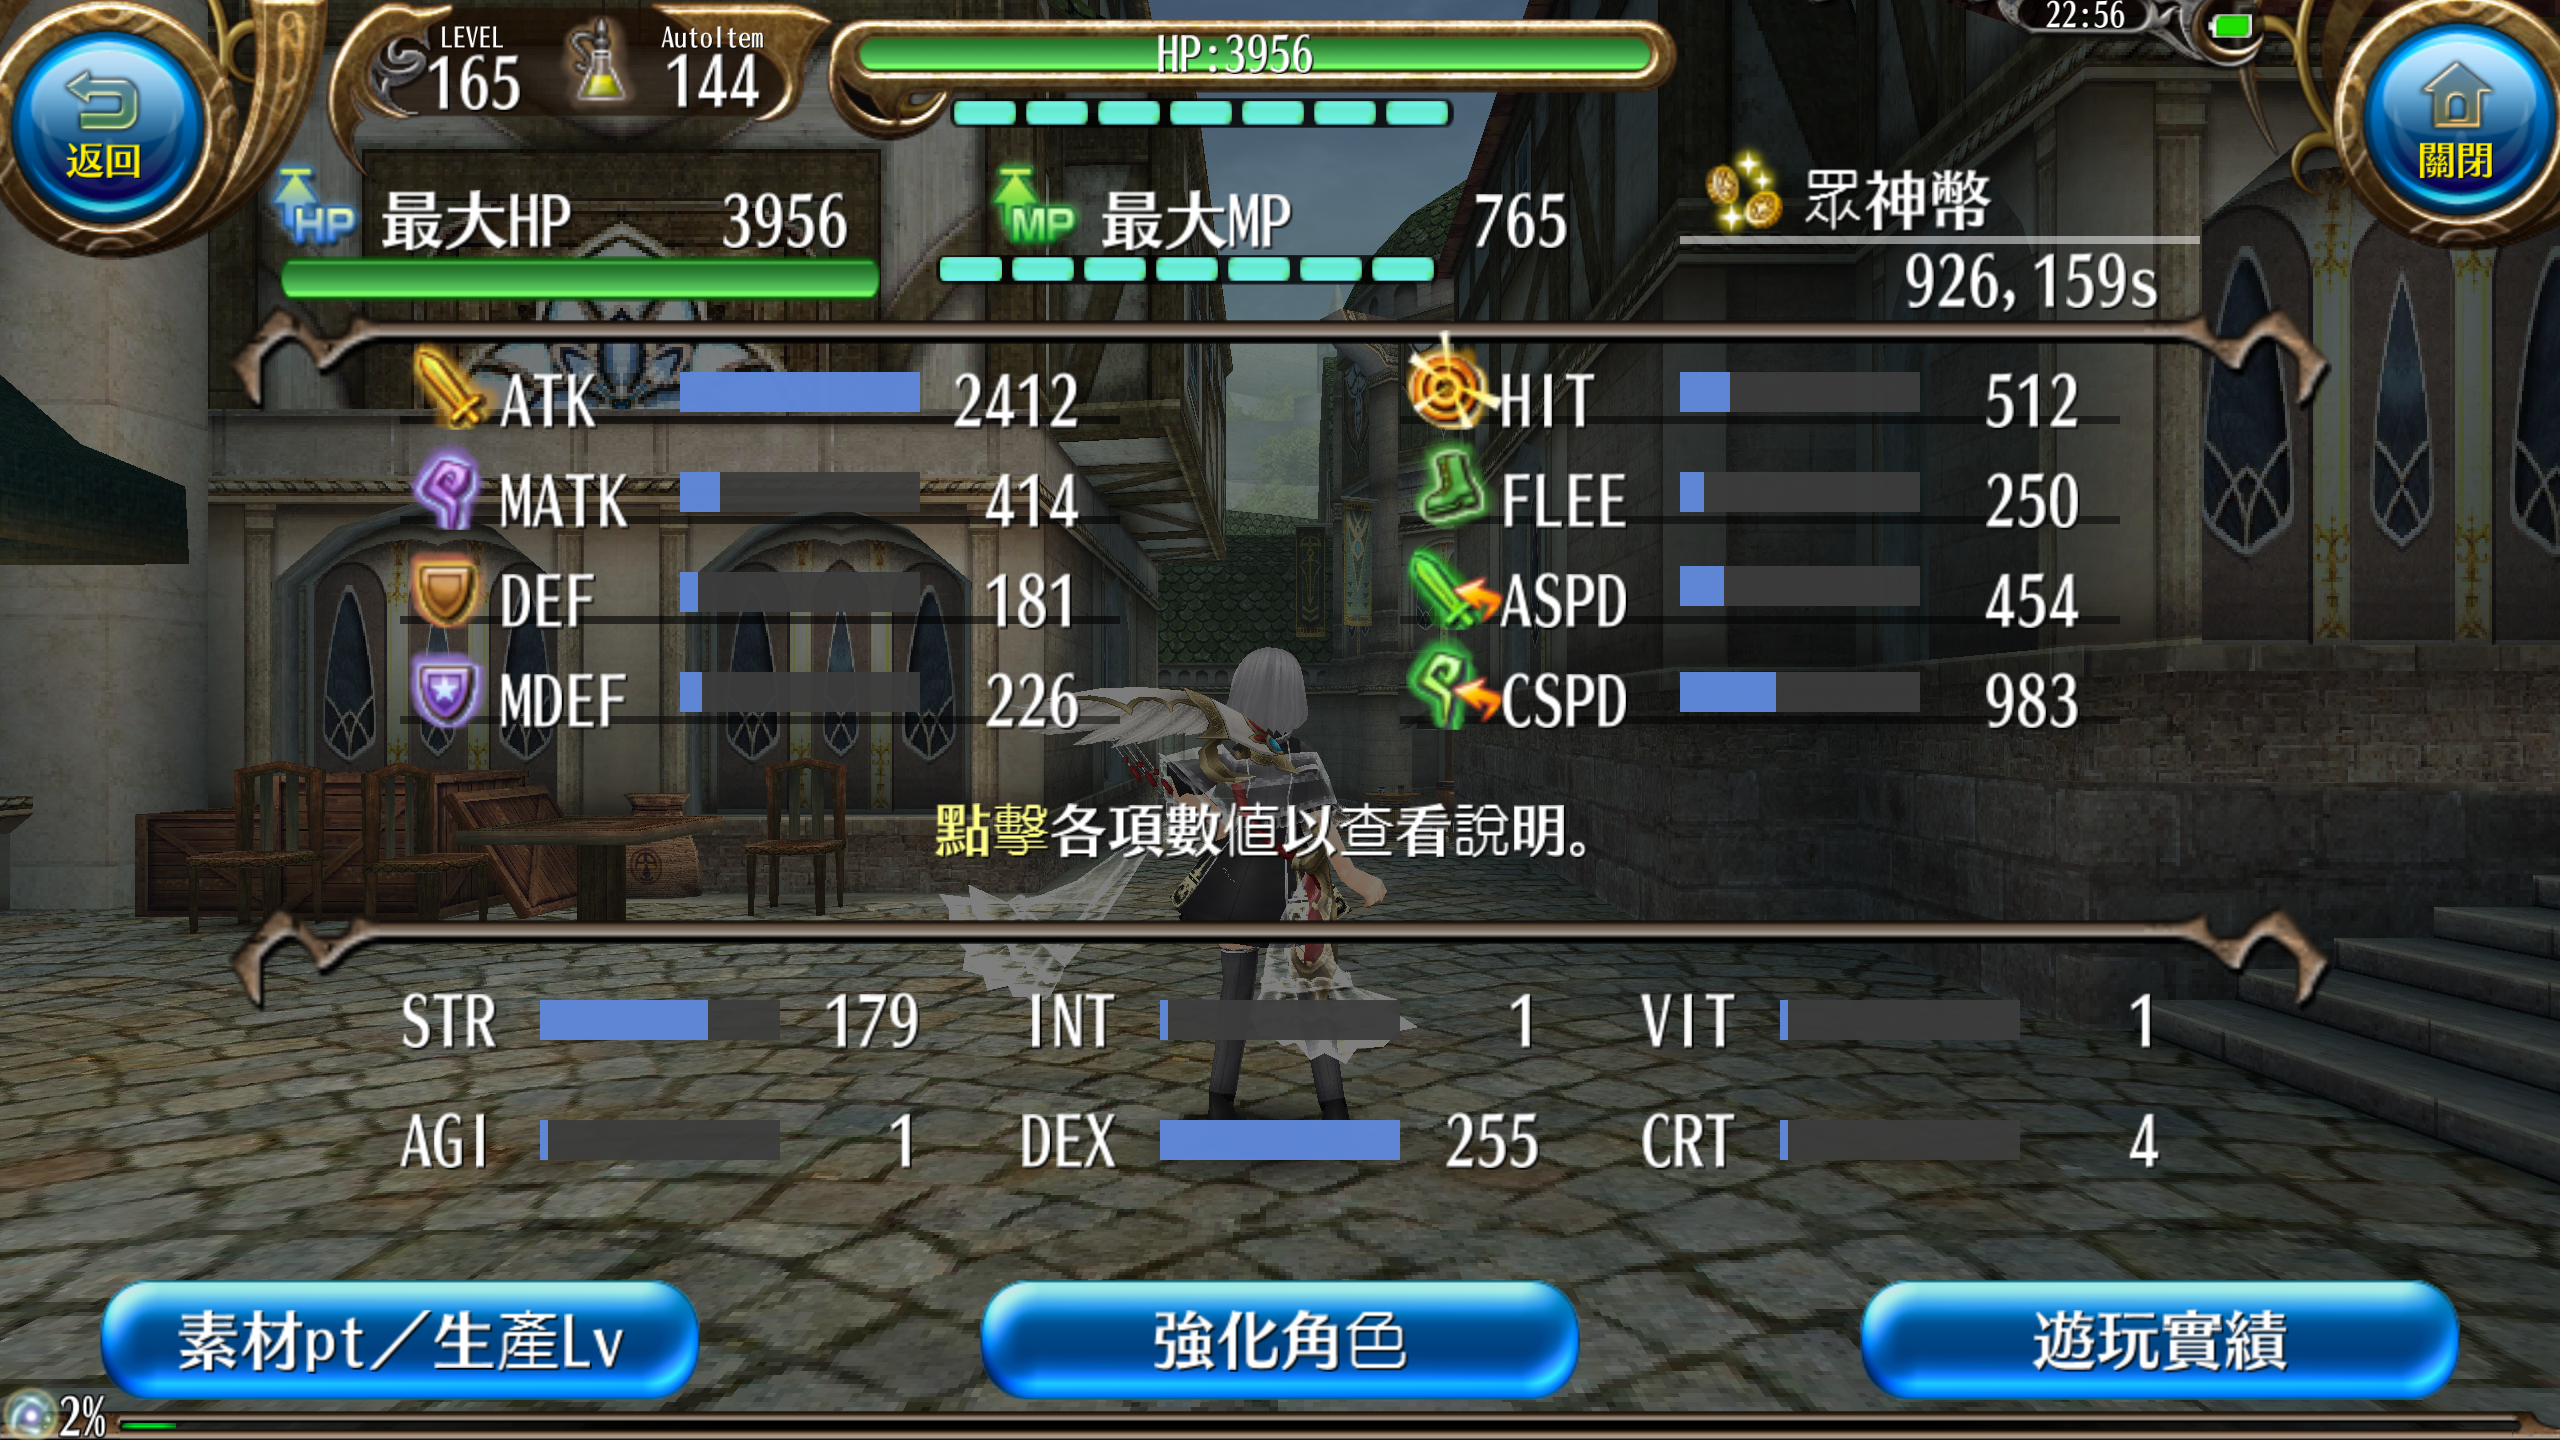 返回
LEVEL
165
AutoItem
144
HP:3956
22:56
關閉
HP 最大HP 3956
MP 最大MP 765
眾神幣
926,159s
ATK 2412
HIT 512
MATK 414
FLEE 250
DEF 181
ASPD 454
MDEF 226
CSPD 983
點擊各項數值以查看說明。
STR 179 INT 1 VIT 1
AGI 1 DEX 255 CRT 4
素材pt／生產Lv
強化角色
遊玩實績
2%